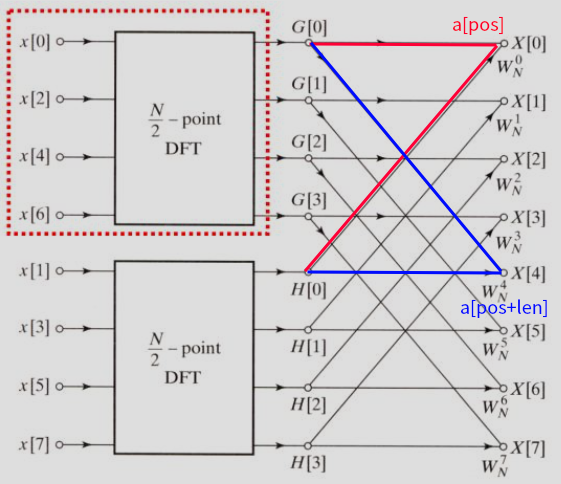 a[pos]
x[0]
G[0]
X[0]
W_N^0
x[2]
G[1]
X[1]
W_N^1
N/2 – point
DFT
x[4]
G[2]
X[2]
W_N^2
x[6]
G[3]
X[3]
W_N^3
x[1]
H[0]
X[4]
W_N^4
a[pos+len]
x[3]
H[1]
X[5]
W_N^5
N/2 – point
DFT
x[5]
H[2]
X[6]
W_N^6
x[7]
H[3]
X[7]
W_N^7